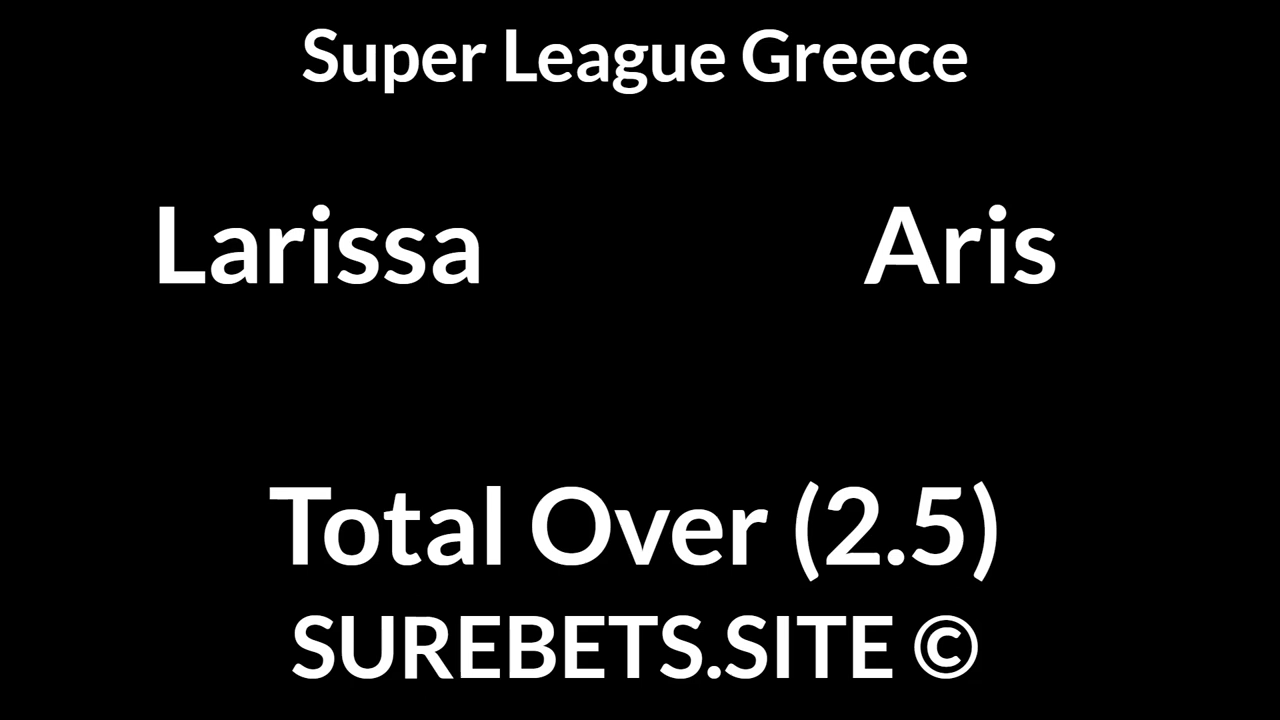 Super League Greece
Larissa Aris
Total Over (2.5)
SUREBETS.SITE ©